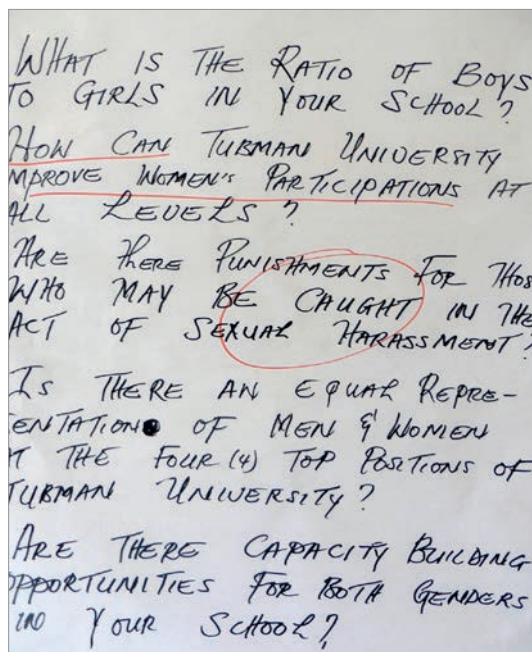 WHAT IS THE RATIO OF BOYS
TO GIRLS IN YOUR SCHOOL?
HOW CAN TUBMAN UNIVERSITY
MPROVE WOMEN'S PARTICIPATIONS AT
ALL LEVELS?
ARE THERE PUNISHMENTS FOR THOS
WHO MAY BE CAUGHT IN THE
ACT OF SEXUAL HARASSMENT?
IS THERE AN EQUAL REPRE-
ENTATION OF MEN & WOMEN
T THE FOUR (4) TOP POSITIONS OF
TUBMAN UNIVERSITY?
ARE THERE CAPACITY BUILDING
OPPORTUNITIES FOR BOTH GENDERS
IN YOUR SCHOOL?